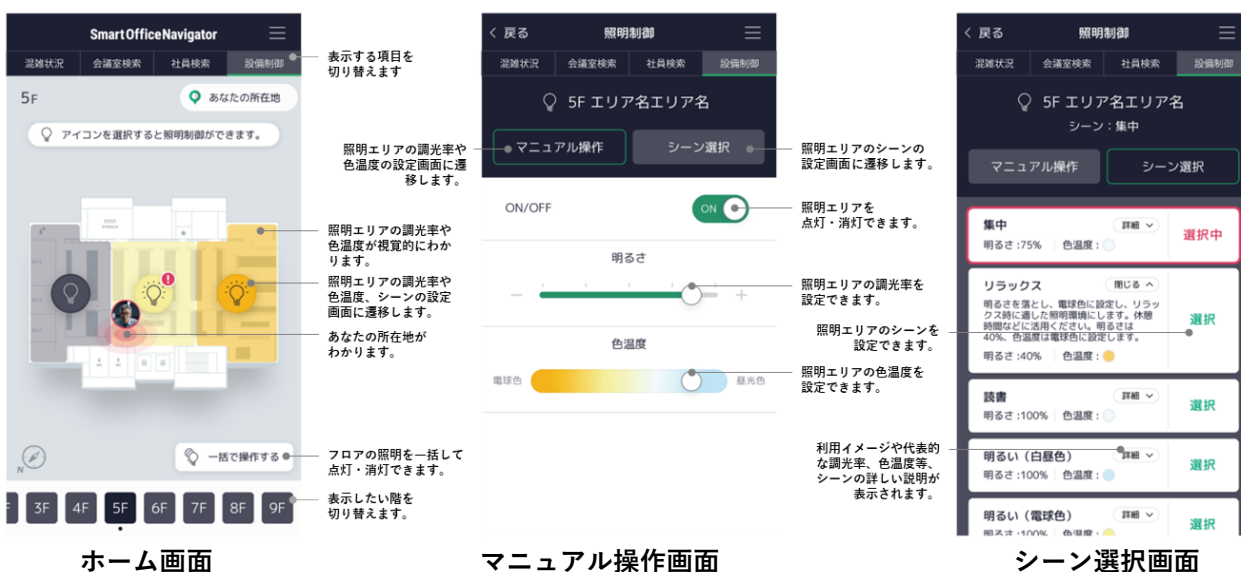 SmartOfficeNavigator
混雑状況 会議室検索 社員検索 設備制御
5F
あなたの所在地
アイコンを選択すると照明制御ができます。
N
一括で操作する
3F 4F 5F 6F 7F 8F 9F
ホーム画面
表示する項目を
切り替えます
照明エリアの調光率や
色温度の設定画面に遷
移します。
照明エリアの調光率や
色温度が視覚的にわか
ります。
照明エリアの調光率や
色温度、シーンの設定
画面に遷移します。
あなたの所在地が
わかります。
フロアの照明を一括して
点灯・消灯できます。
表示したい階を
切り替えます。
< 戻る 照明制御
混雑状況 会議室検索 社員検索 設備制御
5F エリア名エリア名
マニュアル操作 シーン選択
ON/OFF ON
明るさ
− +
色温度
電球色 昼光色
マニュアル操作画面
照明エリアのシーンの
設定画面に遷移します。
照明エリアを
点灯・消灯できます。
照明エリアの調光率を
設定できます。
照明エリアのシーンを
設定できます。
照明エリアの色温度を
設定できます。
利用イメージや代表的
な調光率、色温度等、
シーンの詳しい説明が
表示されます。
< 戻る 照明制御
混雑状況 会議室検索 社員検索 設備制御
5F エリア名エリア名
シーン：集中
マニュアル操作 シーン選択
集中 詳細
明るさ:75% 色温度：
選択中
リラックス 閉じる
明るさを落とし、電球色に設定し、リラッ
クス時に適した照明環境にします。休憩
時間などに活用ください。明るさは
40%、色温度は電球色に設定します。
明るさ:40% 色温度：
選択
読書 詳細
明るさ:100% 色温度：
選択
明るい（白昼色） 詳細
明るさ:100% 色温度：
選択
明るい（電球色） 詳細
明るさ:100% 色温度：
選択
シーン選択画面